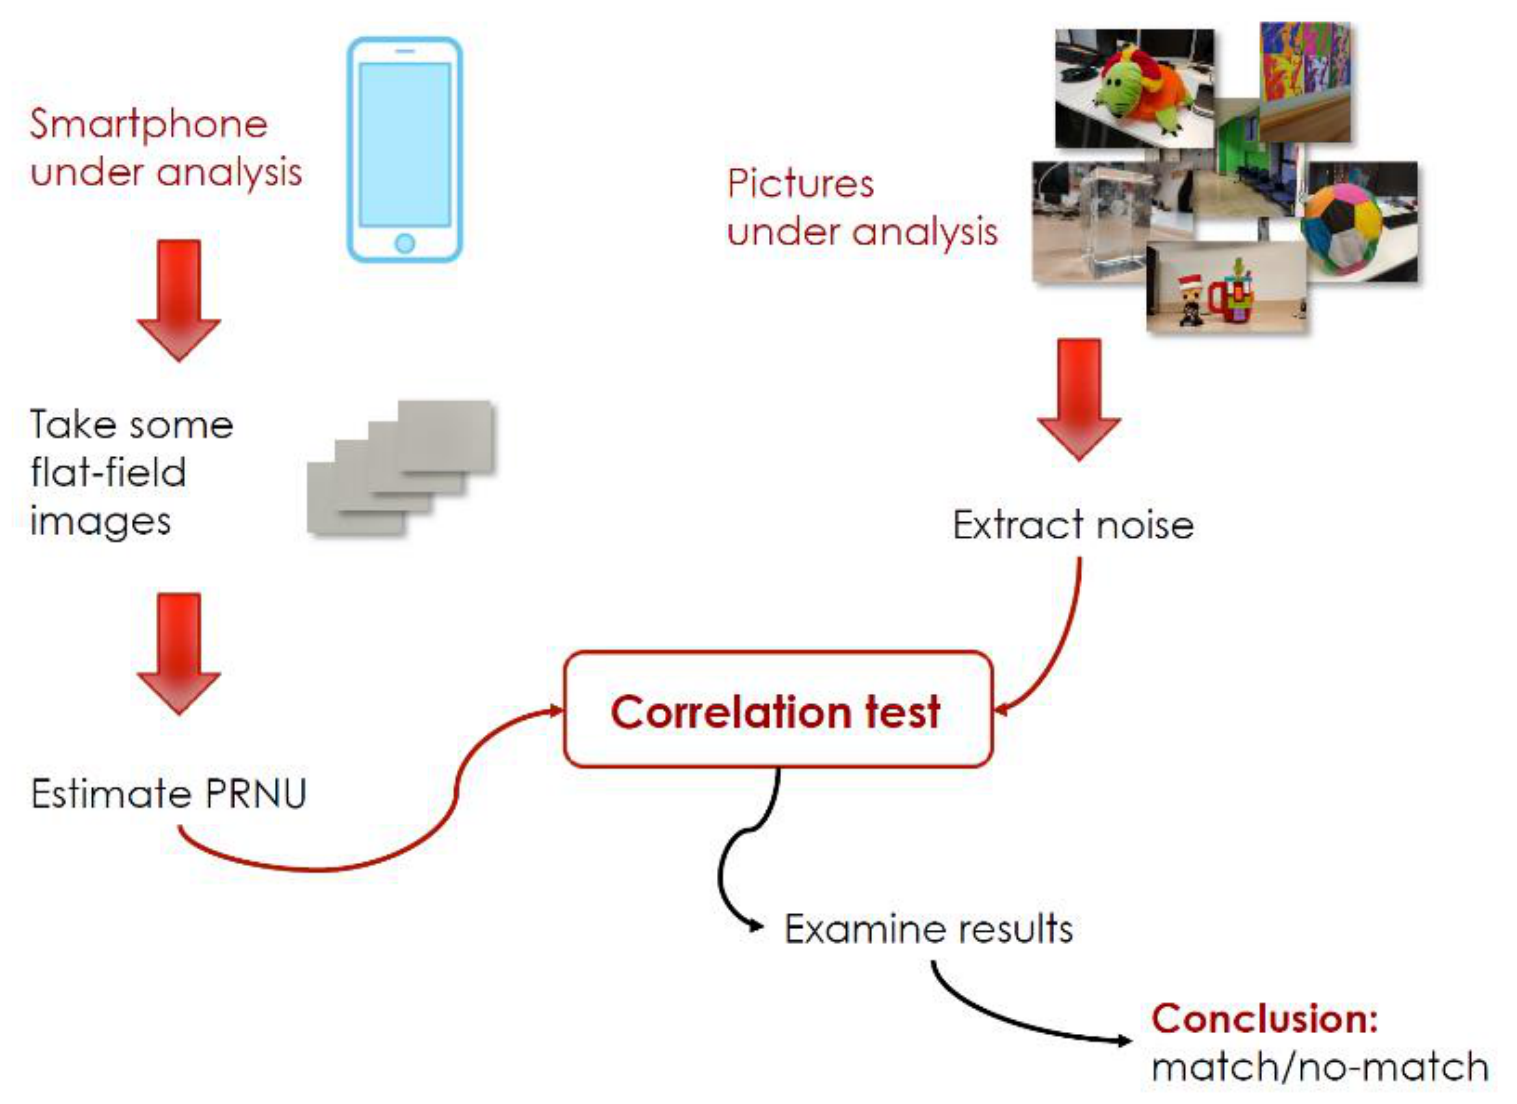 Smartphone
under analysis
Take some
flat-field
images
Estimate PRNU
Pictures
under analysis
Extract noise
Correlation test
Examine results
Conclusion:
match/no-match